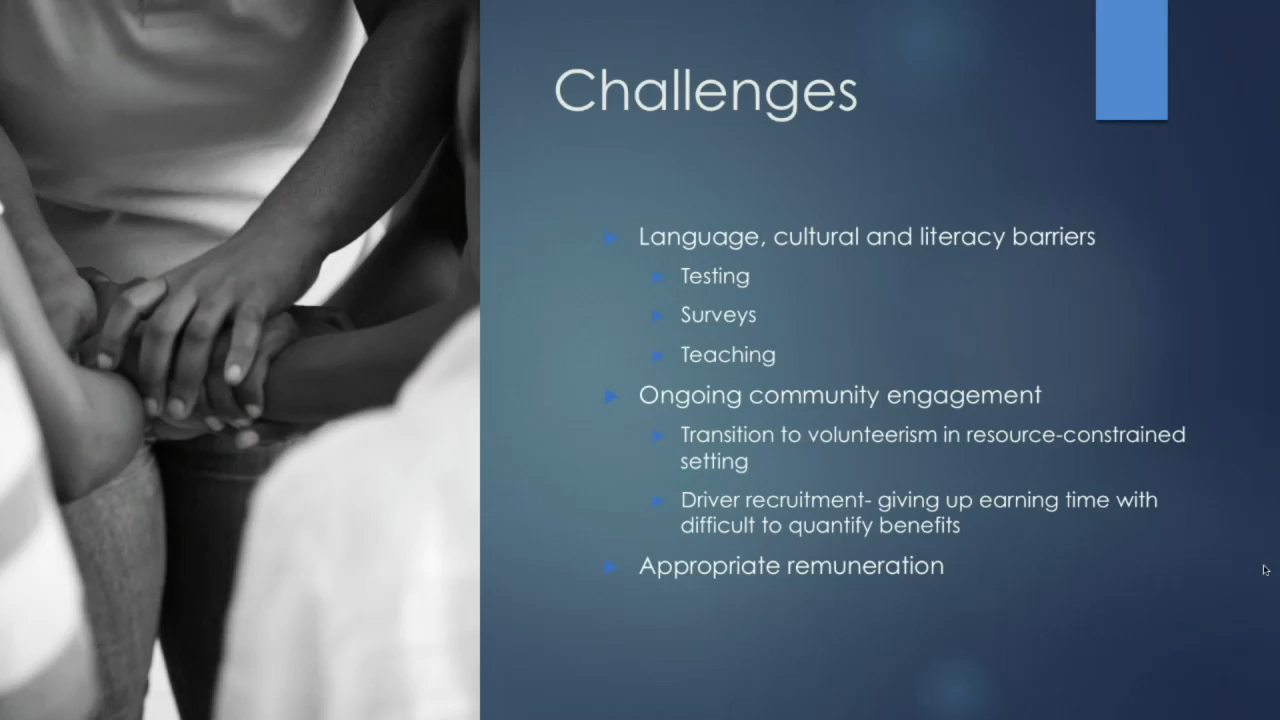 Challenges
Language, cultural and literacy barriers
Testing
Surveys
Teaching
Ongoing community engagement
Transition to volunteerism in resource-constrained
setting
Driver recruitment- giving up earning time with
difficult to quantify benefits
Appropriate remuneration